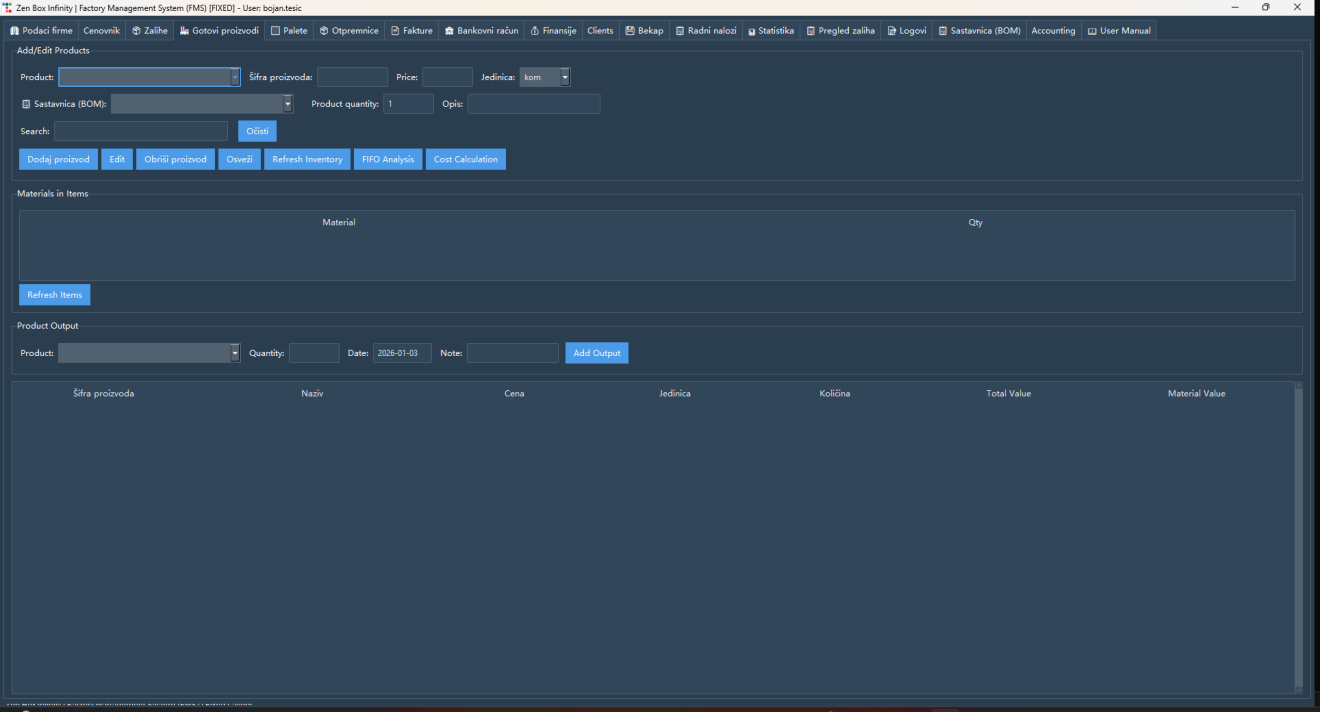 Zen Box Infinity | Factory Management System (FMS) [FIXED] - User: bojan.tesic
Podaci firme Cenovnik Zalihe Gotovi proizvodi Palete Otpremnice Fakture Bankovni račun Finansije Clients Bekap Radni nalozi Statistika Pregled zaliha Logovi Sastavnica (BOM) Accounting User Manual
Add/Edit Products
Product: Šifra proizvoda: Price: Jedinica: kom
Sastavnica (BOM): Product quantity: 1 Opis:
Search: Očisti
Dodaj proizvod Edit Obriši proizvod Osveži Refresh Inventory FIFO Analysis Cost Calculation
Materials in Items
Material Qty
Refresh Items
Product Output
Product: Quantity: Date: 2026-01-03 Note: Add Output
Šifra proizvoda Naziv Cena Jedinica Količina Total Value Material Value